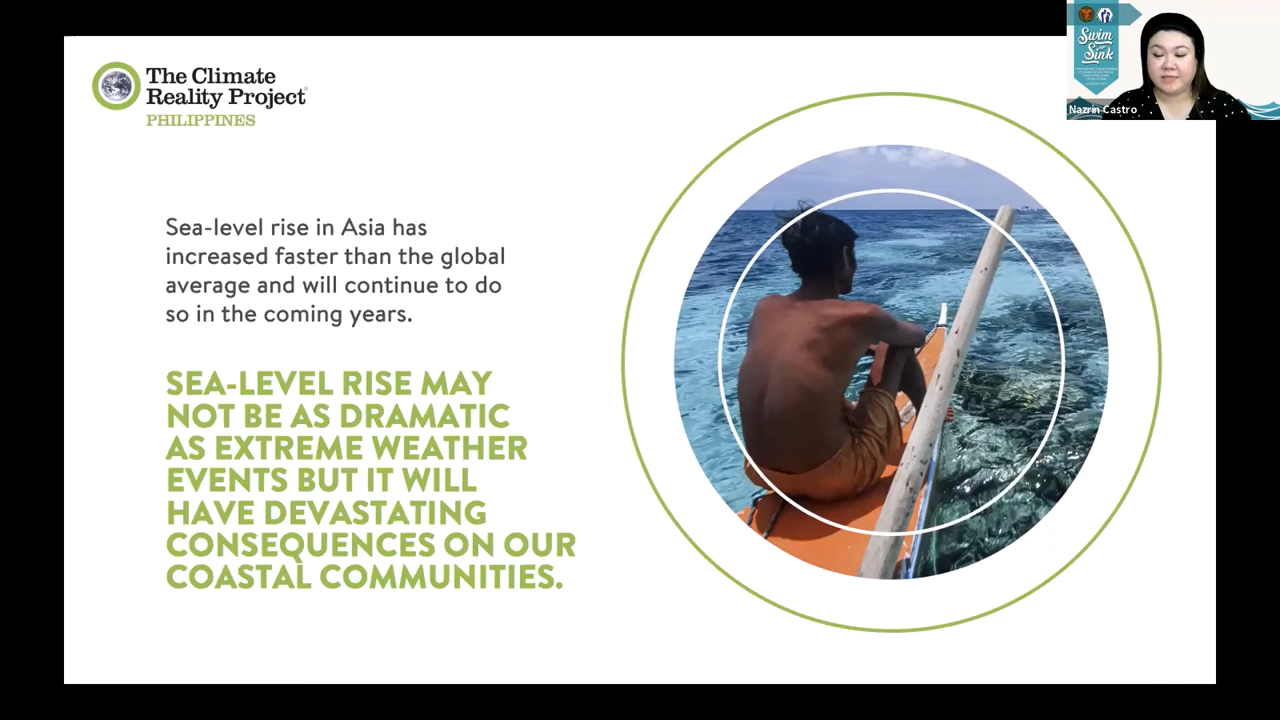 The Climate
Reality Project
PHILIPPINES
Sea-level rise in Asia has
increased faster than the global
average and will continue to do
so in the coming years.
SEA-LEVEL RISE MAY
NOT BE AS DRAMATIC
AS EXTREME WEATHER
EVENTS BUT IT WILL
HAVE DEVASTATING
CONSEQUENCES ON OUR
COASTAL COMMUNITIES.
Swim
Sink
Nazrin Castro